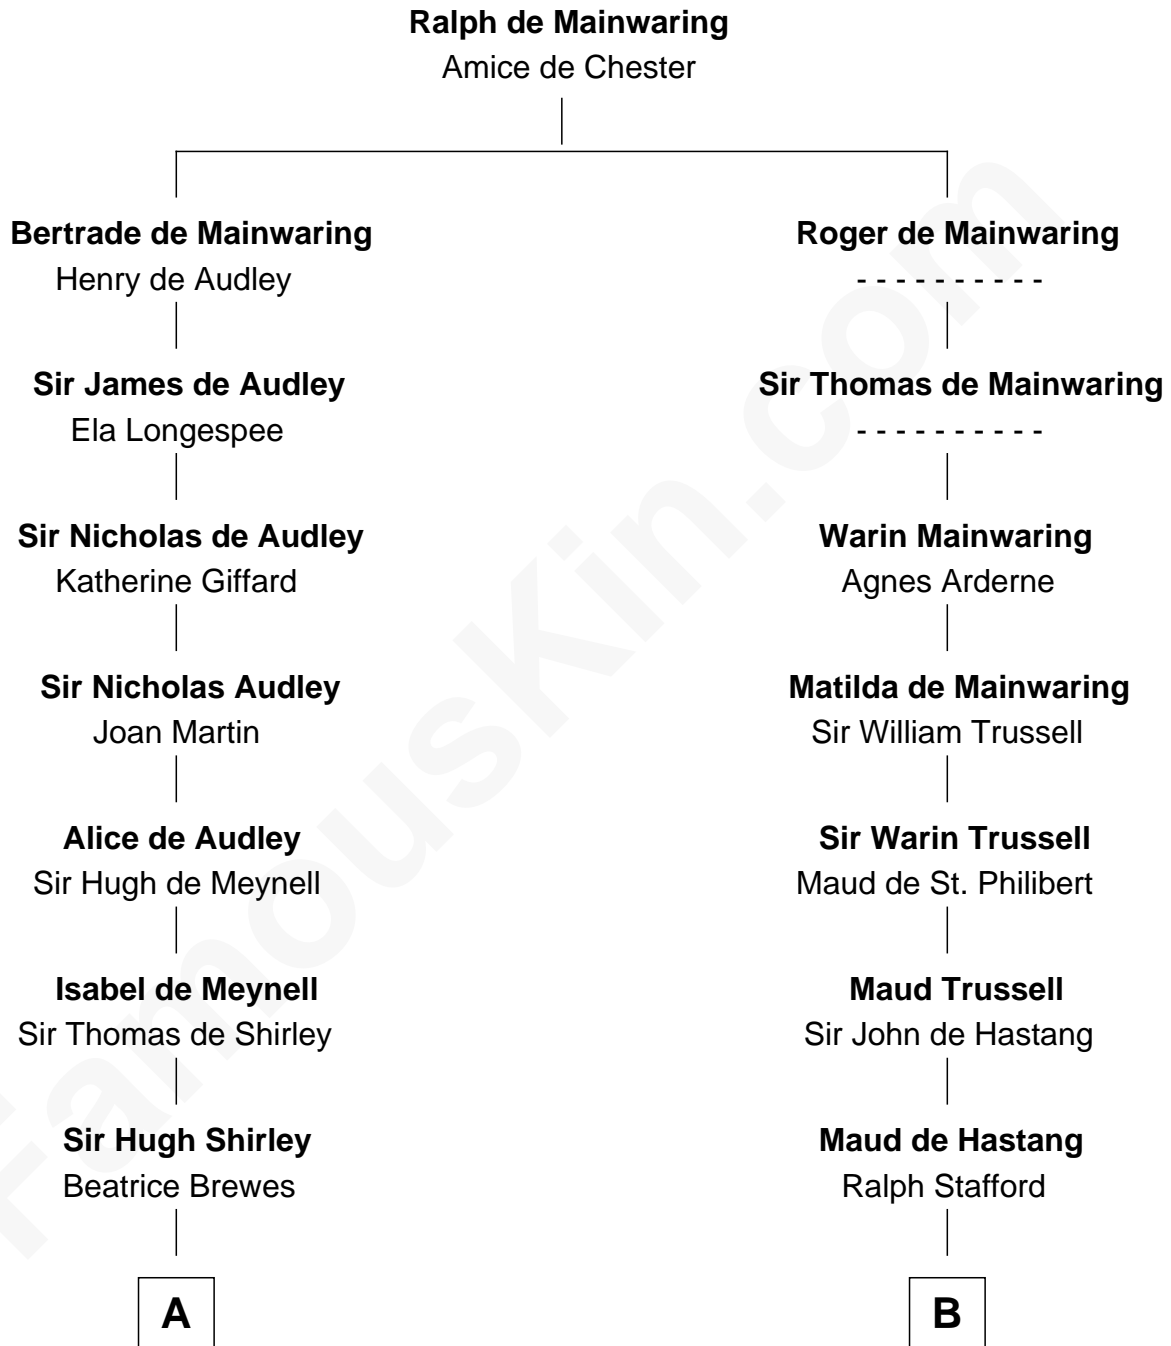 Ralph de Mainwaring
Amice de Chester
Bertrade de Mainwaring
Henry de Audley
Roger de Mainwaring
- - - - - - - - - -
Sir James de Audley
Ela Longespee
Sir Thomas de Mainwaring
- - - - - - - - - -
Sir Nicholas de Audley
Katherine Giffard
Warin Mainwaring
Agnes Arderne
Sir Nicholas Audley
Joan Martin
Matilda de Mainwaring
Sir William Trussell
Alice de Audley
Sir Hugh de Meynell
Sir Warin Trussell
Maud de St. Philibert
Isabel de Meynell
Sir Thomas de Shirley
Maud Trussell
Sir John de Hastang
Sir Hugh Shirley
Beatrice Brewes
Maud de Hastang
Ralph Stafford
A
B
FamousKin.com